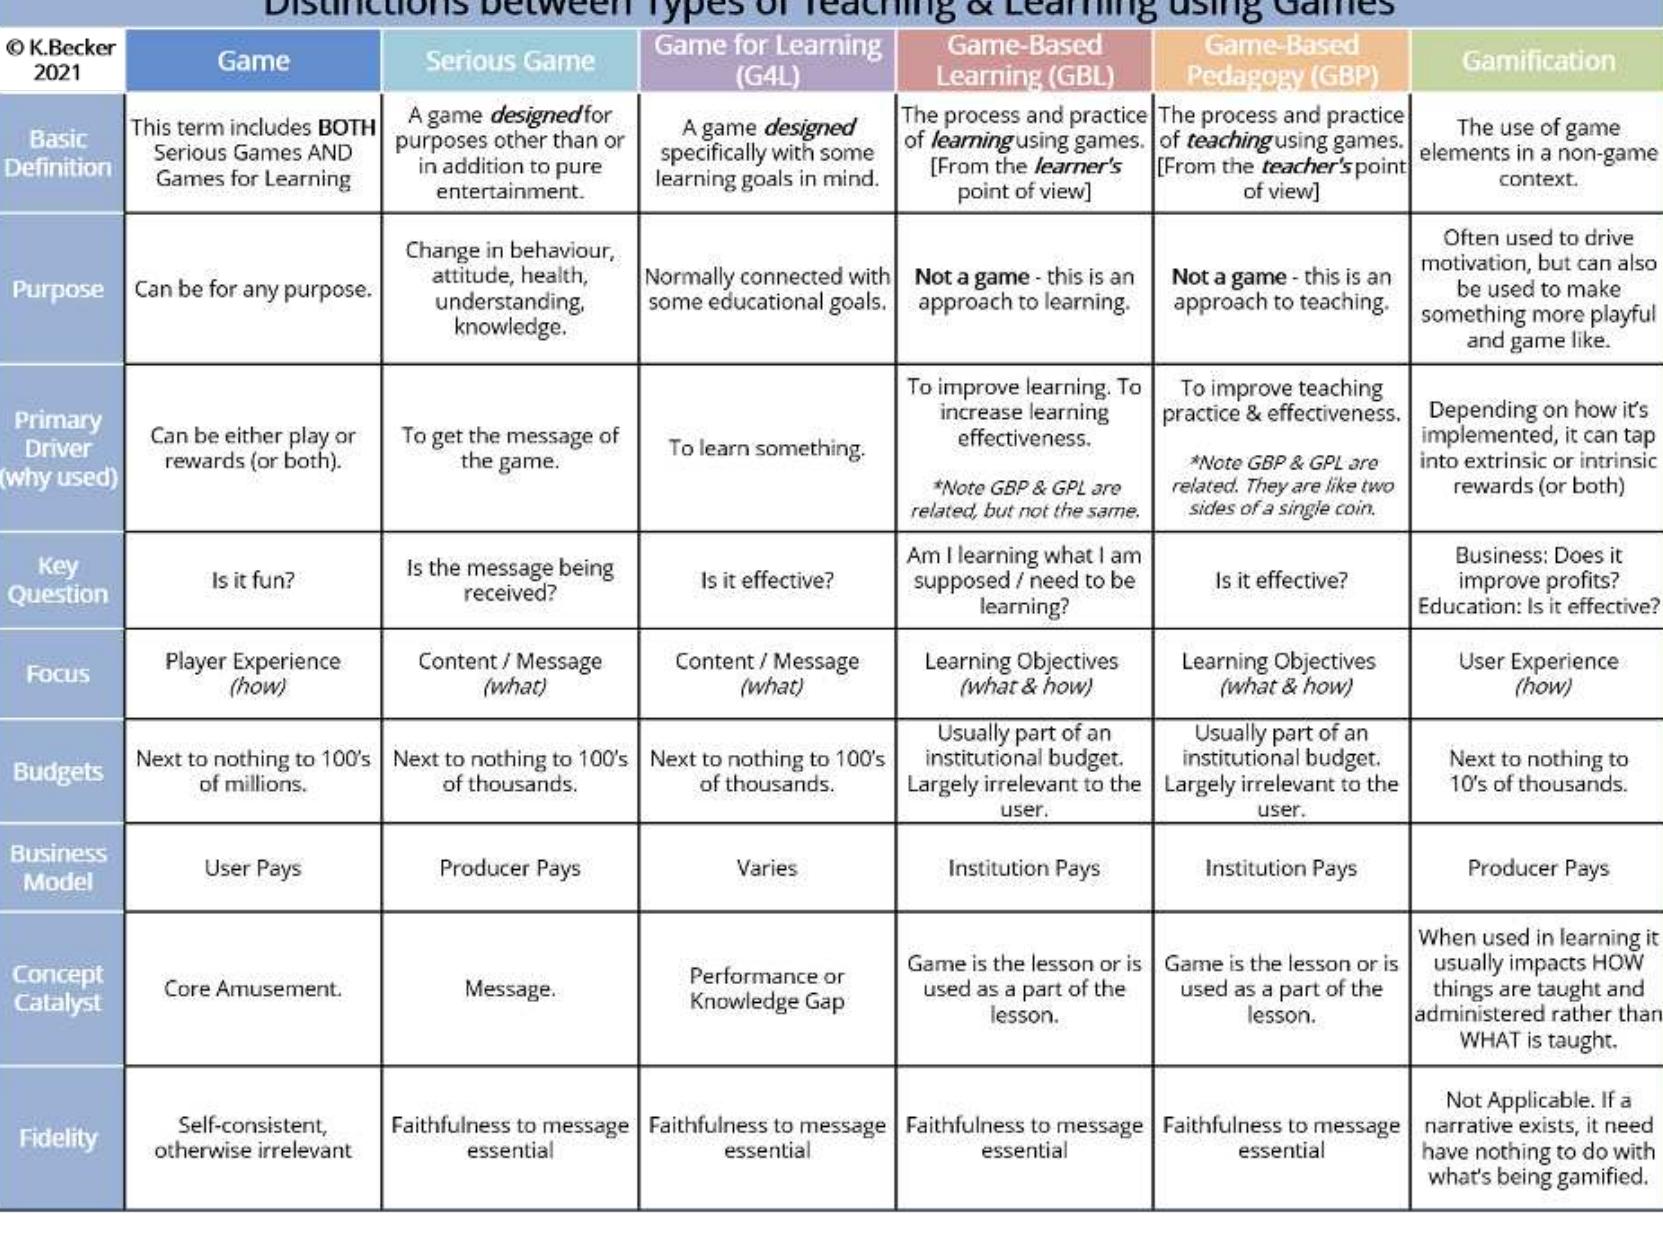 Distinctions between Types of Teaching & Learning using Games
© K.Becker
2021
Game
Serious Game
Game for Learning
(G4L)
Game-Based
Learning (GBL)
Game-Based
Pedagogy (GBP)
Gamification
Basic
Definition
This term includes BOTH
Serious Games AND
Games for Learning
A game designed for
purposes other than or
in addition to pure
entertainment.
A game designed
specifically with some
learning goals in mind.
The process and practice
of learning using games.
[From the learner's
point of view]
The process and practice
of teaching using games.
[From the teacher's point
of view]
The use of game
elements in a non-game
context.
Purpose
Can be for any purpose.
Change in behaviour,
attitude, health,
understanding,
knowledge.
Normally connected with
some educational goals.
Not a game - this is an
approach to learning.
Not a game - this is an
approach to teaching.
Often used to drive
motivation, but can also
be used to make
something more playful
and game like.
Primary
Driver
(why used)
Can be either play or
rewards (or both).
To get the message of
the game.
To learn something.
To improve learning. To
increase learning
effectiveness.
*Note GBP & GPL are
related, but not the same.
To improve teaching
practice & effectiveness.
*Note GBP & GPL are
related. They are like two
sides of a single coin.
Depending on how it's
implemented, it can tap
into extrinsic or intrinsic
rewards (or both)
Key
Question
Is it fun?
Is the message being
received?
Is it effective?
Am I learning what I am
supposed / need to be
learning?
Is it effective?
Business: Does it
improve profits?
Education: Is it effective?
Focus
Player Experience
(how)
Content / Message
(what)
Content / Message
(what)
Learning Objectives
(what & how)
Learning Objectives
(what & how)
User Experience
(how)
Budgets
Next to nothing to 100's
of millions.
Next to nothing to 100's
of thousands.
Next to nothing to 100's
of thousands.
Usually part of an
institutional budget.
Largely irrelevant to the
user.
Usually part of an
institutional budget.
Largely irrelevant to the
user.
Next to nothing to
10's of thousands.
Business
Model
User Pays
Producer Pays
Varies
Institution Pays
Institution Pays
Producer Pays
Concept
Catalyst
Core Amusement.
Message.
Performance or
Knowledge Gap
Game is the lesson or is
used as a part of the
lesson.
Game is the lesson or is
used as a part of the
lesson.
When used in learning it
usually impacts HOW
things are taught and
administered rather than
WHAT is taught.
Fidelity
Self-consistent,
otherwise irrelevant
Faithfulness to message
essential
Faithfulness to message
essential
Faithfulness to message
essential
Faithfulness to message
essential
Not Applicable. If a
narrative exists, it need
have nothing to do with
what's being gamified.